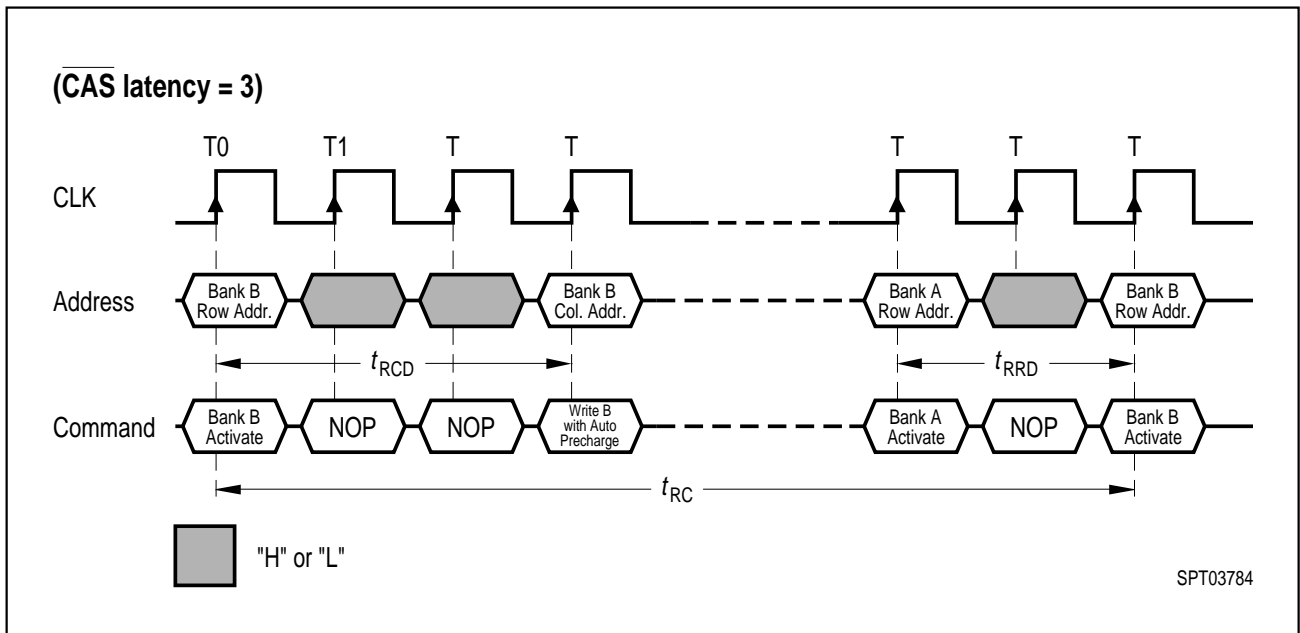 (CAS latency = 3)
T0 T1 T T T T T
CLK
Address
Bank B
Row Addr.
Bank B
Col. Addr.
Bank A
Row Addr.
Bank B
Row Addr.
tRCD
tRRD
Command
Bank B
Activate
NOP
NOP
Write B
with Auto
Precharge
Bank A
Activate
NOP
Bank B
Activate
tRC
"H" or "L"
SPT03784